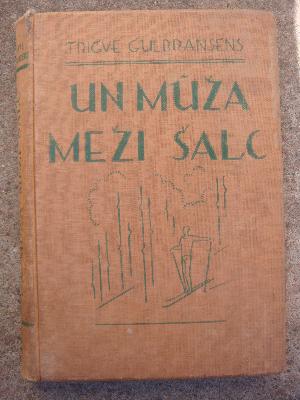 TRIGVE GULBRANSENS
UN MŪŽA
MEŽI ŠALC